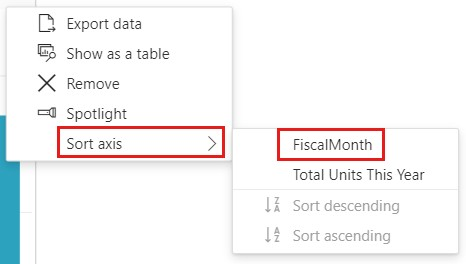 Export data
Show as a table
Remove
Spotlight
Sort axis
FiscalMonth
Total Units This Year
Sort descending
Sort ascending